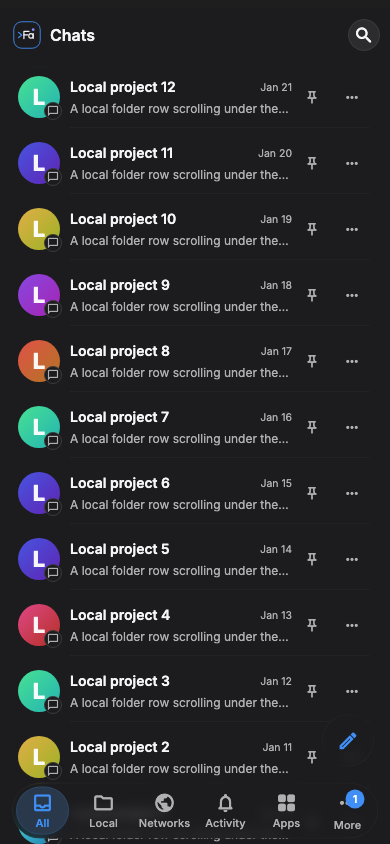 >Fa Chats
Local project 12 Jan 21
L A local folder row scrolling under the...
Local project 11 Jan 20
L A local folder row scrolling under the...
Local project 10 Jan 19
L A local folder row scrolling under the...
Local project 9 Jan 18
L A local folder row scrolling under the...
Local project 8 Jan 17
L A local folder row scrolling under the...
Local project 7 Jan 16
L A local folder row scrolling under the...
Local project 6 Jan 15
L A local folder row scrolling under the...
Local project 5 Jan 14
L A local folder row scrolling under the...
Local project 4 Jan 13
L A local folder row scrolling under the...
Local project 3 Jan 12
L A local folder row scrolling under the...
Local project 2 Jan 11
L A local folder row scrolling under the...
1
All Local Networks Activity Apps More